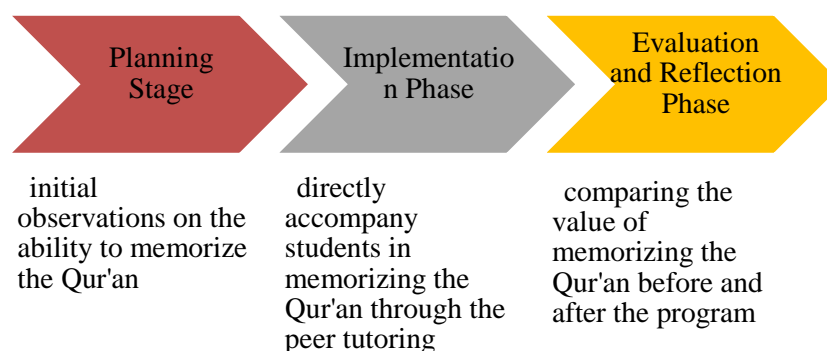 Planning
Stage
initial
observations on the
ability to memorize
the Qur'an
Implementatio
n Phase
directly
accompany
students in
memorizing the
Qur'an through the
peer tutoring
Evaluation
and Reflection
Phase
comparing the
value of
memorizing the
Qur'an before and
after the program